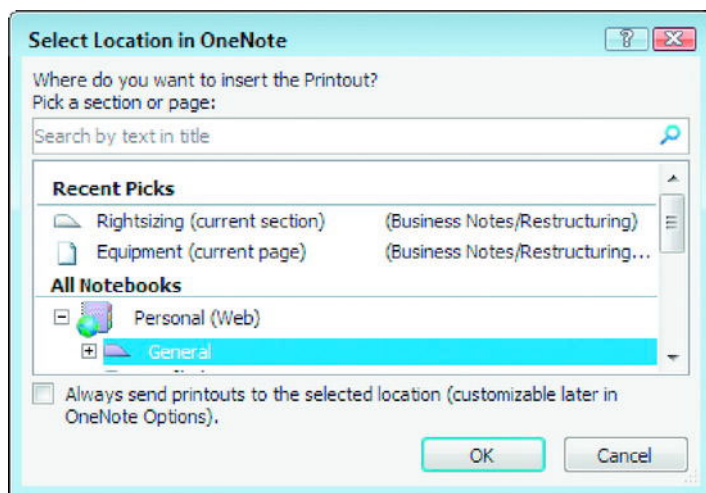 Select Location in OneNote
Where do you want to insert the Printout?
Pick a section or page:
Search by text in title
Recent Picks
Rightsizing (current section) (Business Notes/Restructuring)
Equipment (current page) (Business Notes/Restructuring...
All Notebooks
Personal (Web)
General
Always send printouts to the selected location (customizable later in
OneNote Options).
OK Cancel